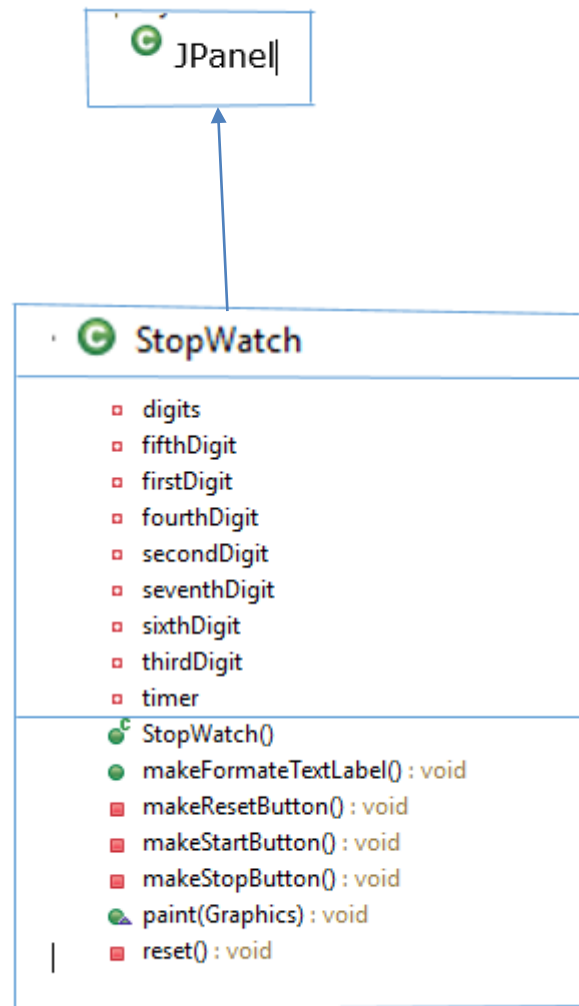 JPanel
StopWatch
digits
fifthDigit
firstDigit
fourthDigit
secondDigit
seventhDigit
sixthDigit
thirdDigit
timer
StopWatch()
makeFormateTextLabel() : void
makeResetButton() : void
makeStartButton() : void
makeStopButton() : void
paint(Graphics) : void
reset() : void